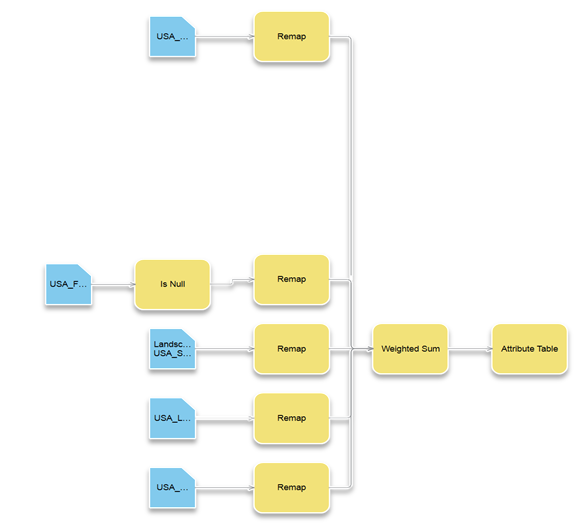 USA_...
Remap
USA_F...
Is Null
Remap
Landsc...
USA_S...
Remap
Weighted Sum
Attribute Table
USA_L...
Remap
USA_...
Remap